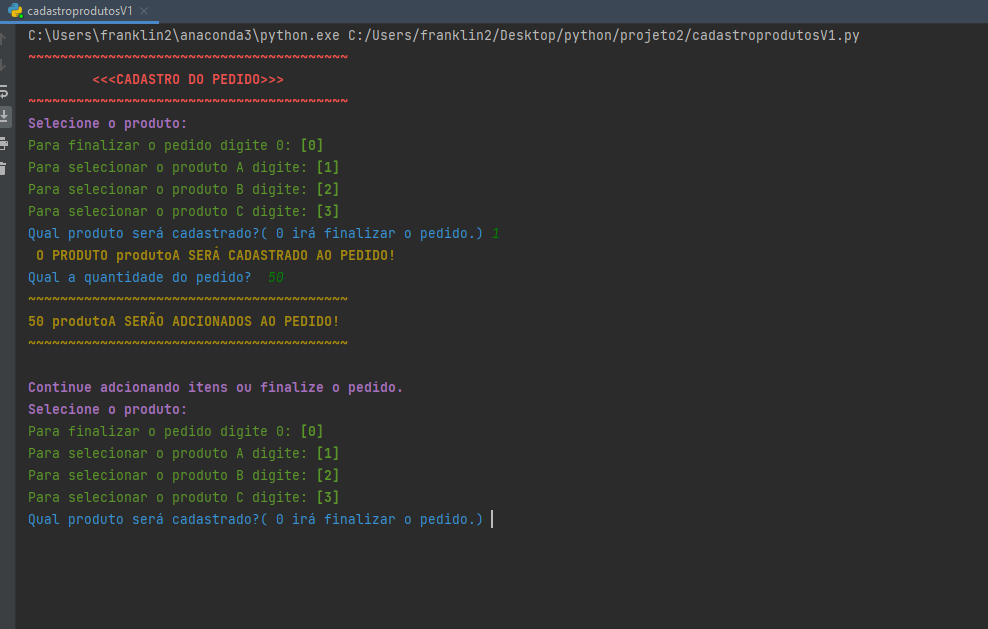 cadastroprodutosV1
C:\Users\franklin2\anaconda3\python.exe C:/Users/franklin2/Desktop/python/projeto2/cadastroprodutosV1.py
~~~~~~~~~~~~~~~~~~~~~~~~~~~~~~~~~~~~~~~~
<<<CADASTRO DO PEDIDO>>>
~~~~~~~~~~~~~~~~~~~~~~~~~~~~~~~~~~~~~~~~
Selecione o produto:
Para finalizar o pedido digite 0: [0]
Para selecionar o produto A digite: [1]
Para selecionar o produto B digite: [2]
Para selecionar o produto C digite: [3]
Qual produto será cadastrado?( 0 irá finalizar o pedido.) 1
O PRODUTO produtoA SERÁ CADASTRADO AO PEDIDO!
Qual a quantidade do pedido?  50
~~~~~~~~~~~~~~~~~~~~~~~~~~~~~~~~~~~~~~~~
50 produtoA SERÃO ADCIONADOS AO PEDIDO!
~~~~~~~~~~~~~~~~~~~~~~~~~~~~~~~~~~~~~~~~
Continue adcionando itens ou finalize o pedido.
Selecione o produto:
Para finalizar o pedido digite 0: [0]
Para selecionar o produto A digite: [1]
Para selecionar o produto B digite: [2]
Para selecionar o produto C digite: [3]
Qual produto será cadastrado?( 0 irá finalizar o pedido.)